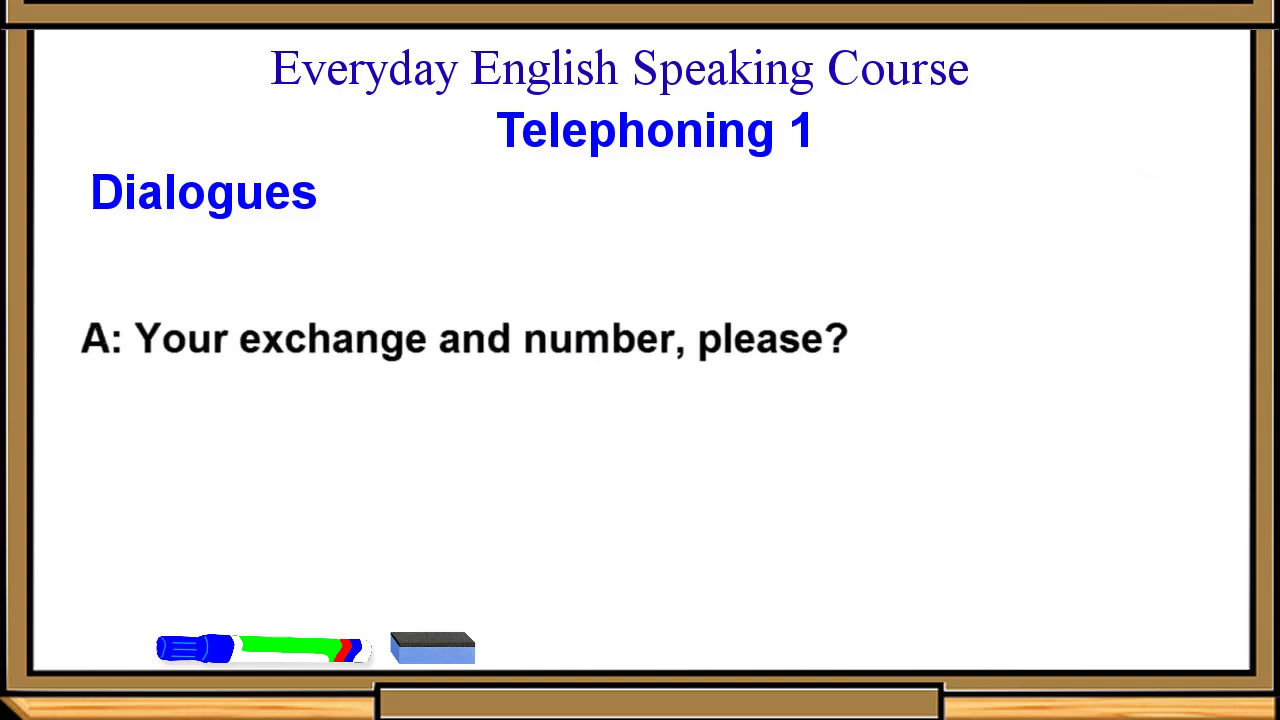 Everyday English Speaking Course
Telephoning 1
Dialogues
A: Your exchange and number, please?